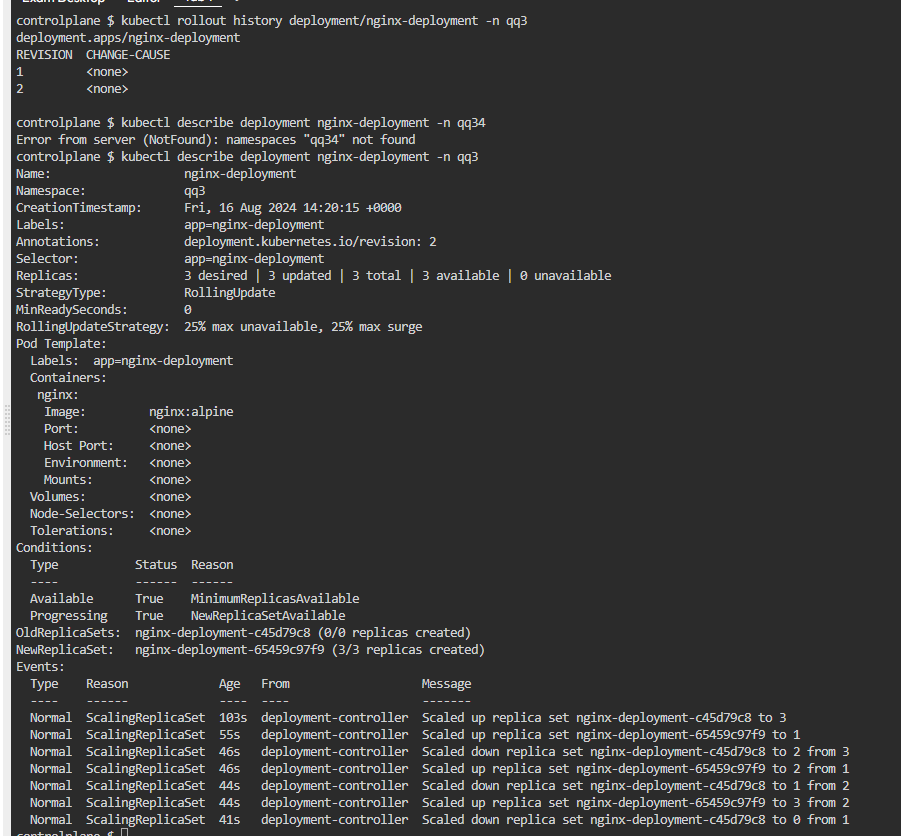 controlplane $ kubectl rollout history deployment/nginx-deployment -n qq3
deployment.apps/nginx-deployment
REVISION  CHANGE-CAUSE
1         <none>
2         <none>

controlplane $ kubectl describe deployment nginx-deployment -n qq34
Error from server (NotFound): namespaces "qq34" not found
controlplane $ kubectl describe deployment nginx-deployment -n qq3
Name:                   nginx-deployment
Namespace:              qq3
CreationTimestamp:      Fri, 16 Aug 2024 14:20:15 +0000
Labels:                 app=nginx-deployment
Annotations:            deployment.kubernetes.io/revision: 2
Selector:               app=nginx-deployment
Replicas:               3 desired | 3 updated | 3 total | 3 available | 0 unavailable
StrategyType:           RollingUpdate
MinReadySeconds:        0
RollingUpdateStrategy:  25% max unavailable, 25% max surge
Pod Template:
  Labels:  app=nginx-deployment
  Containers:
   nginx:
    Image:         nginx:alpine
    Port:          <none>
    Host Port:     <none>
    Environment:   <none>
    Mounts:        <none>
  Volumes:         <none>
  Node-Selectors:  <none>
  Tolerations:     <none>
Conditions:
  Type           Status  Reason
  ----           ------  ------
  Available      True    MinimumReplicasAvailable
  Progressing    True    NewReplicaSetAvailable
OldReplicaSets:  nginx-deployment-c45d79c8 (0/0 replicas created)
NewReplicaSet:   nginx-deployment-65459c97f9 (3/3 replicas created)
Events:
  Type    Reason             Age   From                   Message
  ----    ------             ----  ----                   -------
  Normal  ScalingReplicaSet  103s  deployment-controller  Scaled up replica set nginx-deployment-c45d79c8 to 3
  Normal  ScalingReplicaSet  55s   deployment-controller  Scaled up replica set nginx-deployment-65459c97f9 to 1
  Normal  ScalingReplicaSet  46s   deployment-controller  Scaled down replica set nginx-deployment-c45d79c8 to 2 from 3
  Normal  ScalingReplicaSet  46s   deployment-controller  Scaled up replica set nginx-deployment-65459c97f9 to 2 from 1
  Normal  ScalingReplicaSet  44s   deployment-controller  Scaled down replica set nginx-deployment-c45d79c8 to 1 from 2
  Normal  ScalingReplicaSet  44s   deployment-controller  Scaled up replica set nginx-deployment-65459c97f9 to 3 from 2
  Normal  ScalingReplicaSet  41s   deployment-controller  Scaled down replica set nginx-deployment-c45d79c8 to 0 from 1
controlplane $